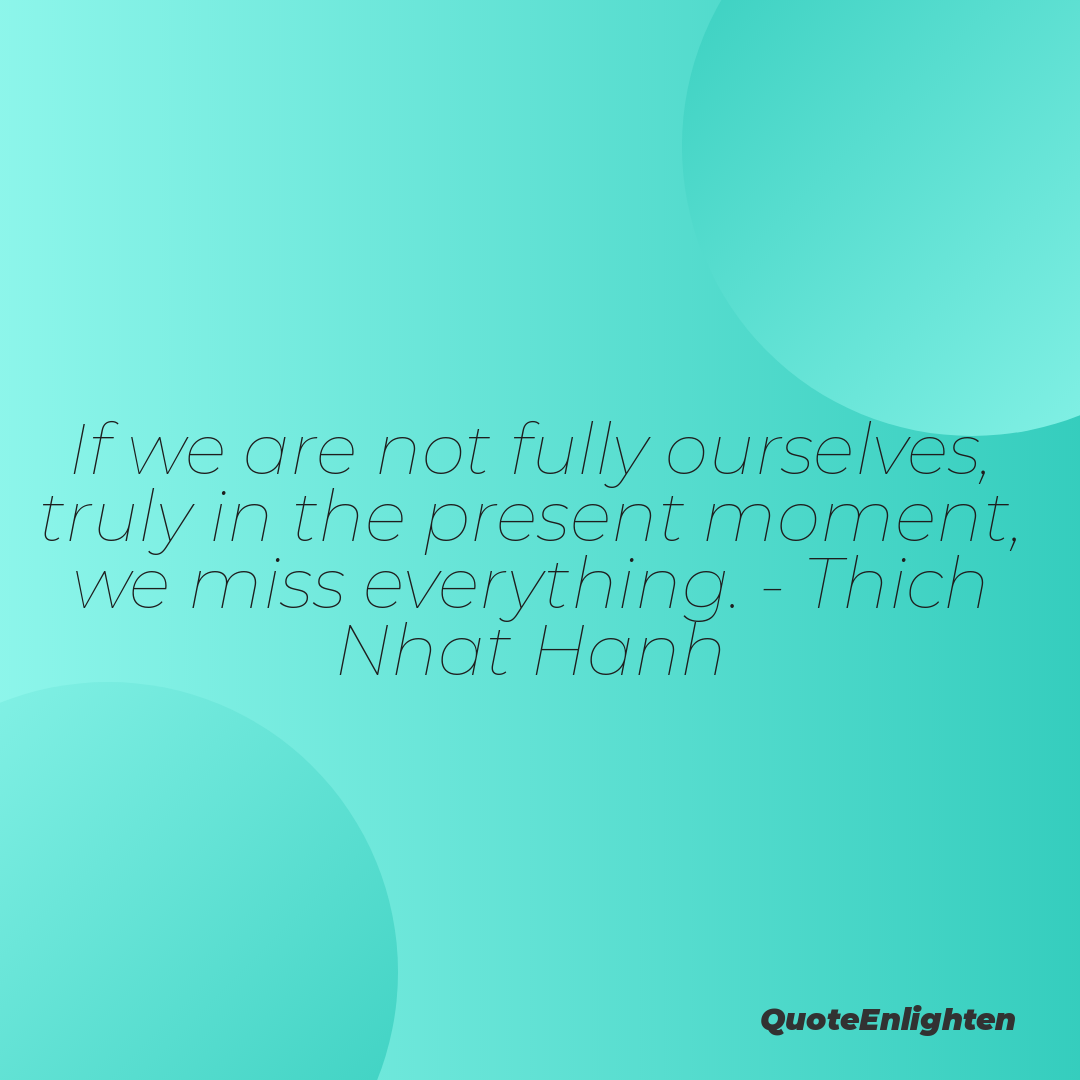 If we are not fully ourselves,
truly in the present moment,
we miss everything. - Thich
Nhat Hanh
QuoteEnlighten